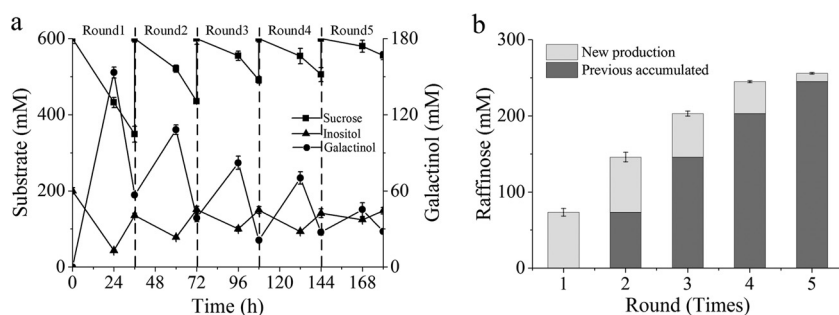 a
Round1 Round2 Round3 Round4 Round5
600
400
200
0
Substrate (mM)
180
120
60
0
Galactinol (mM)
Sucrose
Inositol
Galactinol
0 24 48 72 96 120 144 168
Time (h)
b
New production
Previous accumulated
300
200
100
0
Raffinose (mM)
1 2 3 4 5
Round (Times)